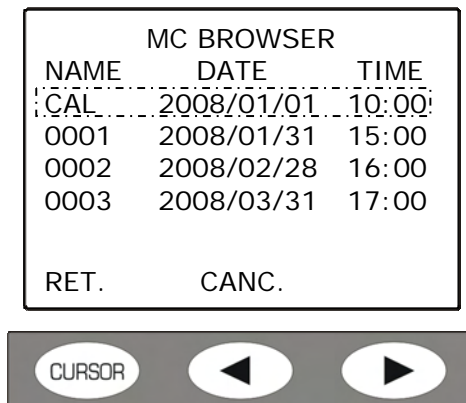 MC BROWSER
NAME DATE TIME
CAL 2008/01/01 10:00
0001 2008/01/31 15:00
0002 2008/02/28 16:00
0003 2008/03/31 17:00
RET. CANC.
CURSOR